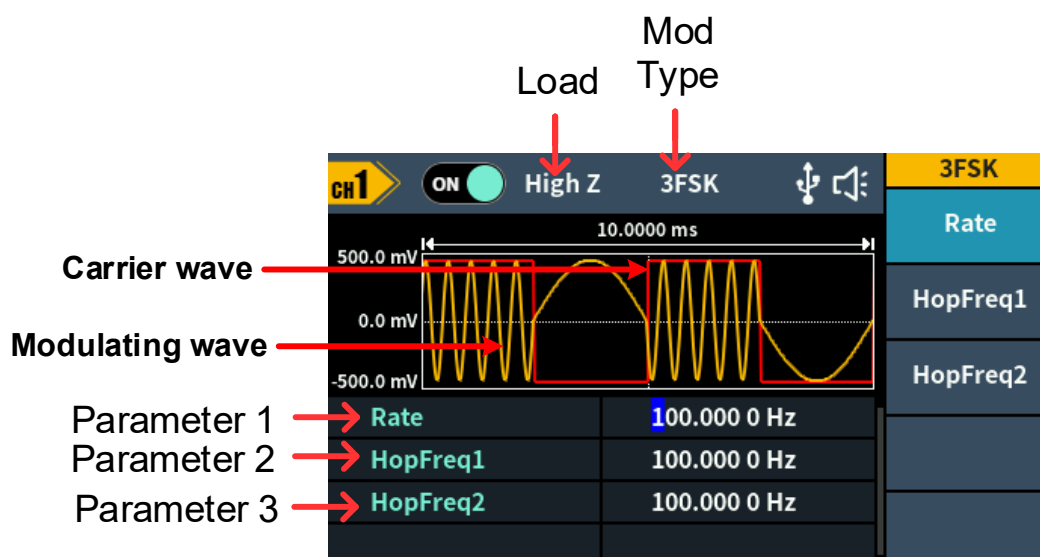 Mod
Type
Load
CH1
ON
High Z
3FSK
3FSK
Rate
HopFreq1
HopFreq2
10.0000 ms
500.0 mV
0.0 mV
-500.0 mV
Carrier wave
Modulating wave
Parameter 1
Rate
100.000 0 Hz
Parameter 2
HopFreq1
100.000 0 Hz
Parameter 3
HopFreq2
100.000 0 Hz